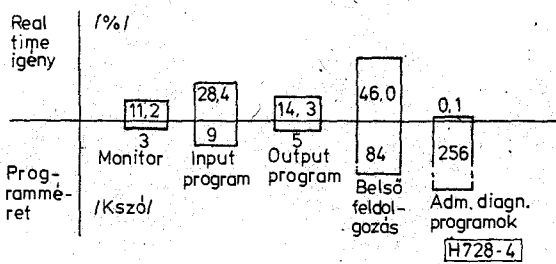 Real
time
igény
/%/
11,2
28,4
14,3
46,0
0,1
3
9
5
84
256
Monitor
Input
program
Output
program
Belső
feldol-
gozás
Adm. diagn.
programok
Prog-
rammé-
ret
/Kszó/
H728-4